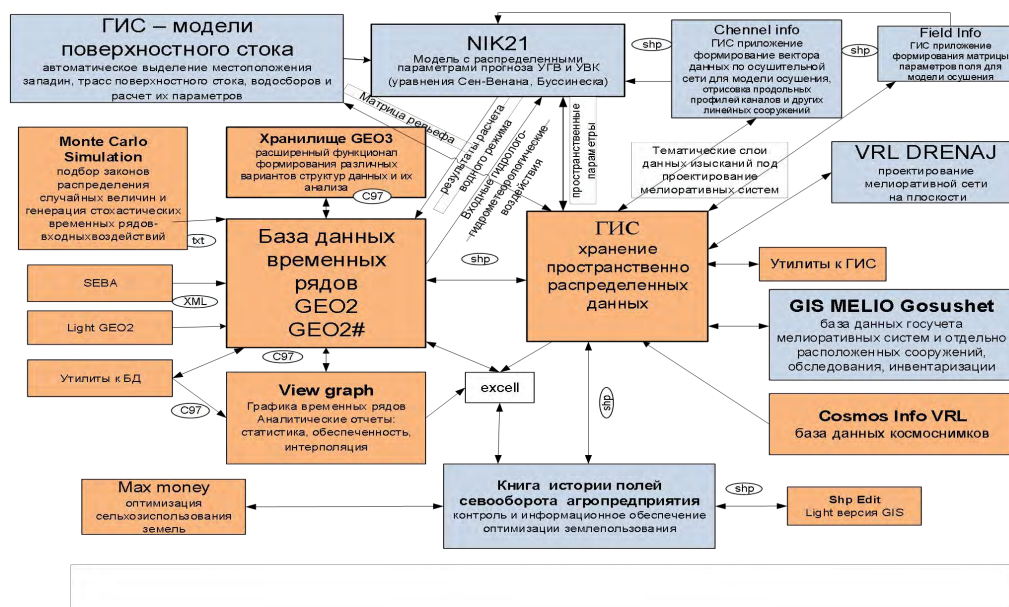 ГИС – модели
поверхностного стока
автоматическое выделение местоположения
западин, трасс поверхностного стока, водосборов и
расчет их параметров
NIK21
Модель с распределенными
параметрами прогноза УГВ и УВК
(уравнения Сен-Венана, Буссинеска)
shp
Chennel info
ГИС приложение
формирование вектора
данных по осушительной
сети для модели осушения,
отрисовка продольных
профилей каналов и других
линейных сооружений
shp
Field Info
ГИС приложение
формирования матрицы
параметров поля для
модели осушения
Матрица рельефа
результаты расчета
водного режима
Входные гидролого-
гидрометеорологические
воздействия
пространственные
параметры
Тематические слои
данных изысканий под
проектирование
мелиоративных систем
VRL DRENAJ
проектирование
мелиоративной сети
на плоскости
Monte Carlo
Simulation
подбор законов
распределения
случайных величин и
генерация стохастических
временных рядов-
входныхвоздействий
txt
Хранилище GEO3
расширенный функционал
формирования различных
вариантов структур данных и их
анализа
C97
База данных
временных
рядов
GEO2
GEO2#
shp
ГИС
хранение
пространственно
распределенных
данных
Утилиты к ГИС
SEBA
XML
Light GEO2
Утилиты к БД
C97
C97
GIS MELIO Gosushet
база данных госучета
мелиоративных систем и отдельно
расположенных сооружений,
обследования, инвентаризации
View graph
Графика временных рядов
Аналитические отчеты:
статистика, обеспеченность,
интерполяция
excell
shp
Cosmos Info VRL
база данных космоснимков
Max money
оптимизация
сельхозиспользования
земель
Книга истории полей
севооборота агропредприятия
контроль и информационное обеспечение
оптимизации землепользования
shp
Shp Edit
Light версия GIS